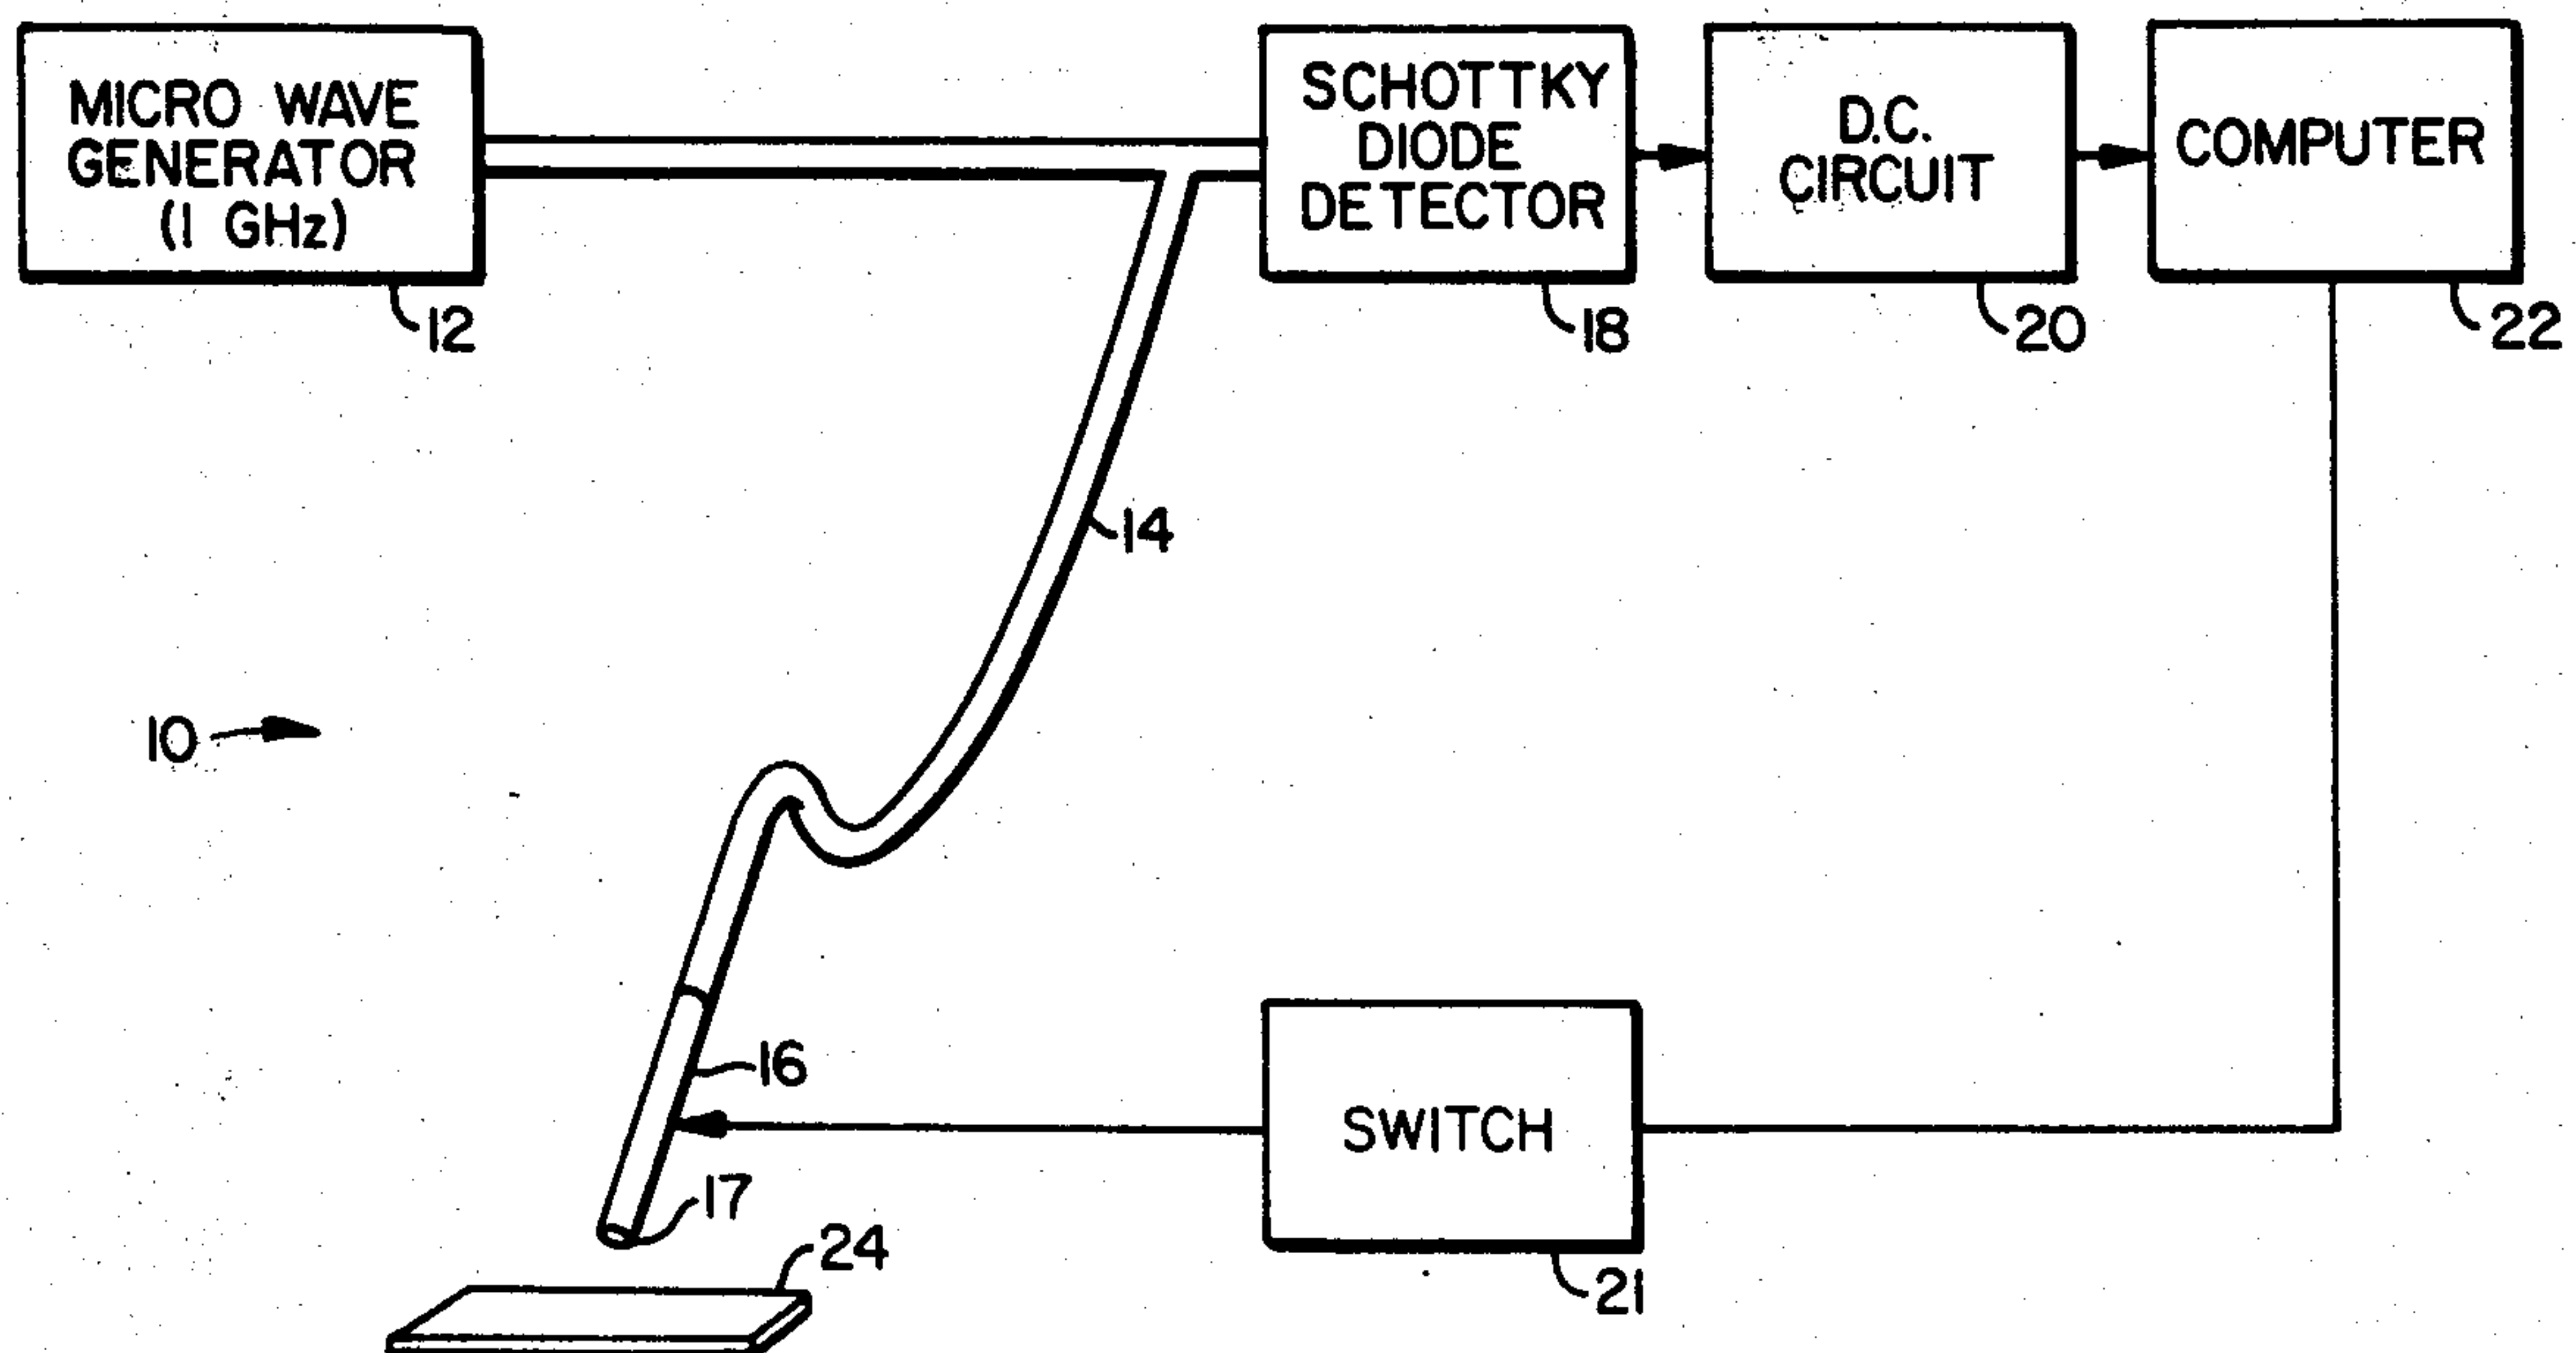 MICRO WAVE
GENERATOR
(1 GHz)
12
SCHOTTKY
DIODE
DETECTOR
18
D.C.
CIRCUIT
20
COMPUTER
22
14
10
16
17
24
SWITCH
21